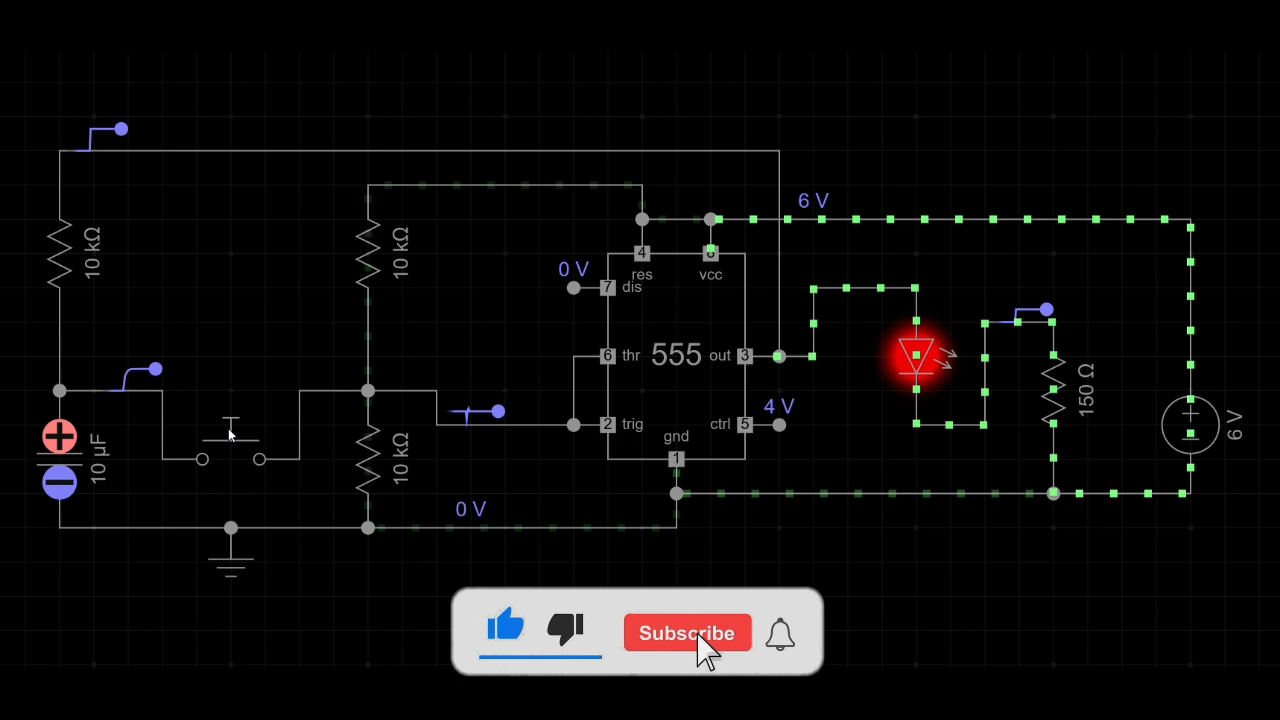 6 V
10 kΩ
10 kΩ
4
8
res
vcc
0 V
7
dis
6
thr
555
out
3
150 Ω
4 V
2
trig
ctrl
5
gnd
1
6 V
10 µF
10 kΩ
0 V
Subscribe